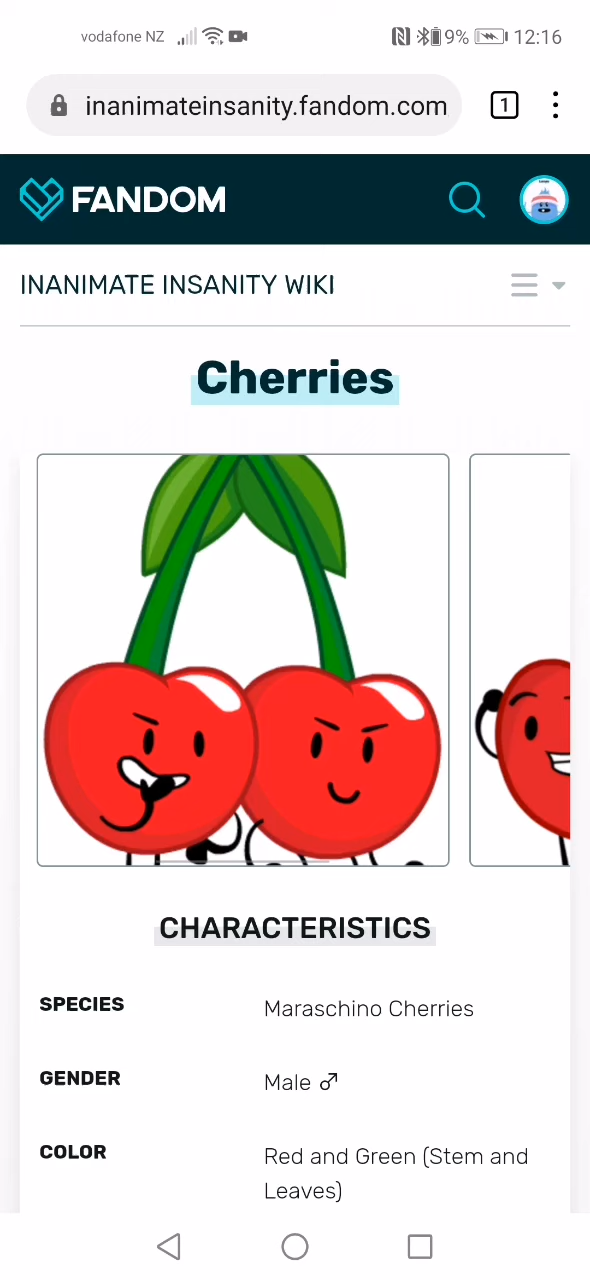 vodafone NZ 9% 12:16
inanimateinsanity.fandom.com 1
FANDOM
INANIMATE INSANITY WIKI
Cherries
CHARACTERISTICS
SPECIES Maraschino Cherries
GENDER Male ♂
COLOR Red and Green (Stem and
Leaves)